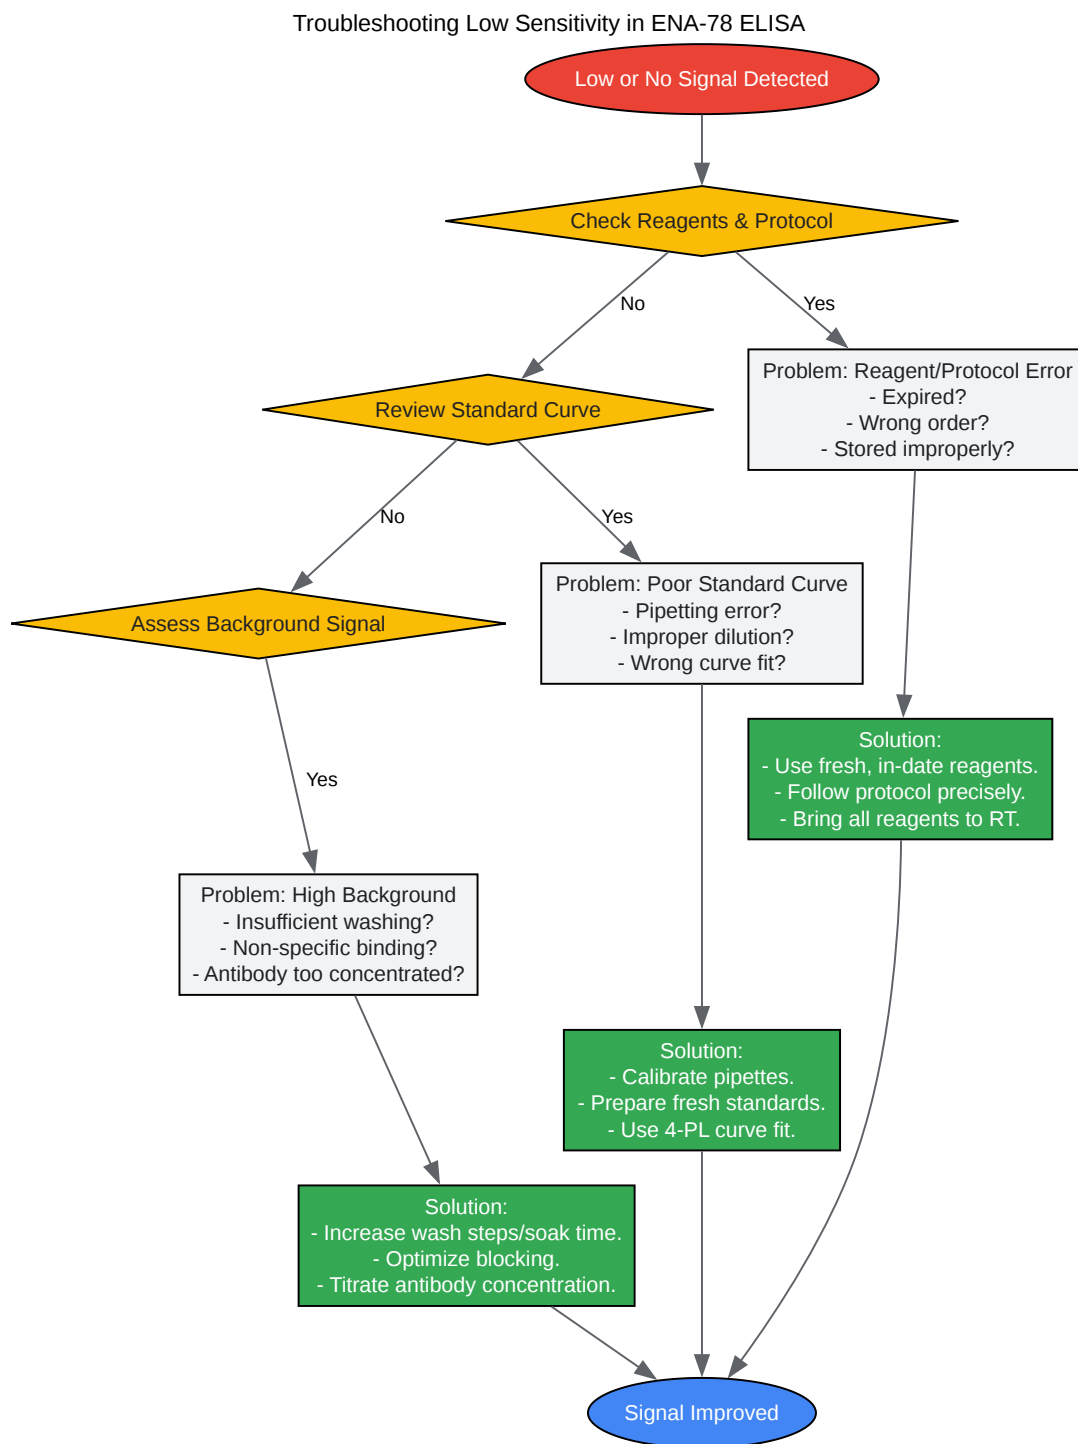 Troubleshooting Low Sensitivity in ENA-78 ELISA
Low or No Signal Detected
Check Reagents & Protocol
No
Yes
Problem: Reagent/Protocol Error
- Expired?
- Wrong order?
- Stored improperly?
Review Standard Curve
No
Yes
Problem: Poor Standard Curve
- Pipetting error?
- Improper dilution?
- Wrong curve fit?
Assess Background Signal
Solution:
- Use fresh, in-date reagents.
- Follow protocol precisely.
- Bring all reagents to RT.
Yes
Problem: High Background
- Insufficient washing?
- Non-specific binding?
- Antibody too concentrated?
Solution:
- Calibrate pipettes.
- Prepare fresh standards.
- Use 4-PL curve fit.
Solution:
- Increase wash steps/soak time.
- Optimize blocking.
- Titrate antibody concentration.
Signal Improved